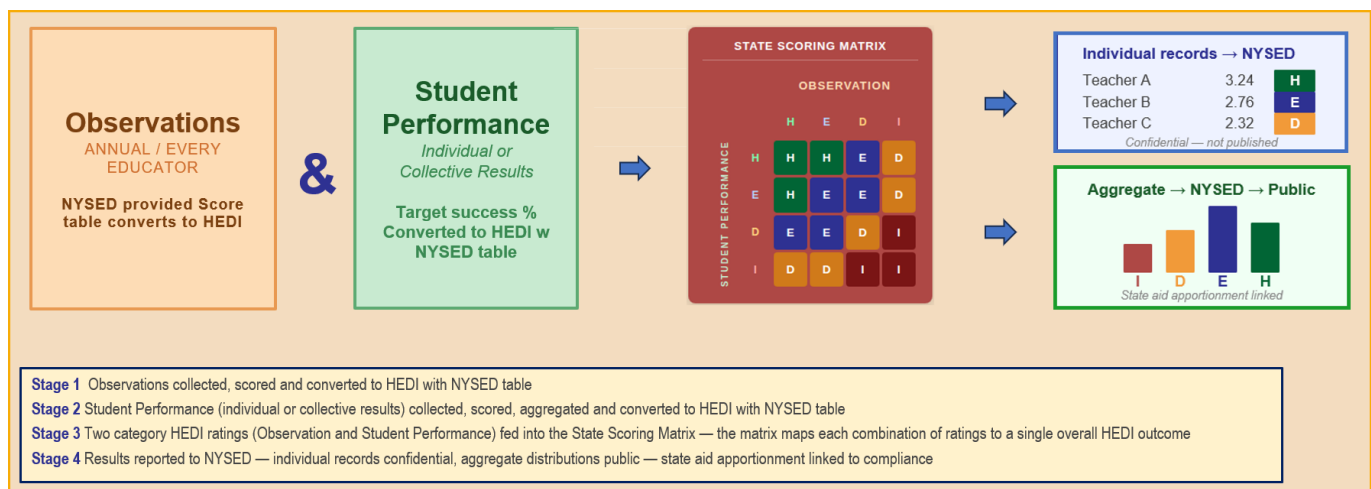 Observations
ANNUAL / EVERY
EDUCATOR
NYSED provided Score
table converts to HEDI
&
Student
Performance
Individual or
Collective Results
Target success %
Converted to HEDI w
NYSED table
STATE SCORING MATRIX
OBSERVATION
H E D I
STUDENT PERFORMANCE
H H H E D
E H E E D
D E E D I
I D D I I
Individual records → NYSED
Teacher A 3.24 H
Teacher B 2.76 E
Teacher C 2.32 D
Confidential — not published
Aggregate → NYSED → Public
I D E H
State aid apportionment linked
Stage 1 Observations collected, scored and converted to HEDI with NYSED table
Stage 2 Student Performance (individual or collective results) collected, scored, aggregated and converted to HEDI with NYSED table
Stage 3 Two category HEDI ratings (Observation and Student Performance) fed into the State Scoring Matrix — the matrix maps each combination of ratings to a single overall HEDI outcome
Stage 4 Results reported to NYSED — individual records confidential, aggregate distributions public — state aid apportionment linked to compliance